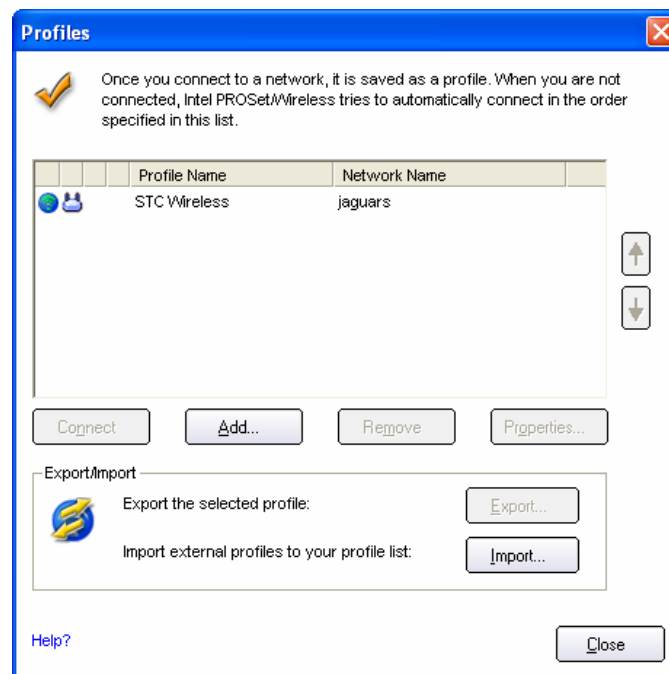 Profiles
Once you connect to a network, it is saved as a profile. When you are not
connected, Intel PROSet/Wireless tries to automatically connect in the order
specified in this list.
Profile Name Network Name
STC Wireless jaguars
Connect Add... Remove Properties...
Export/Import
Export the selected profile: Export...
Import external profiles to your profile list: Import...
Help? Close